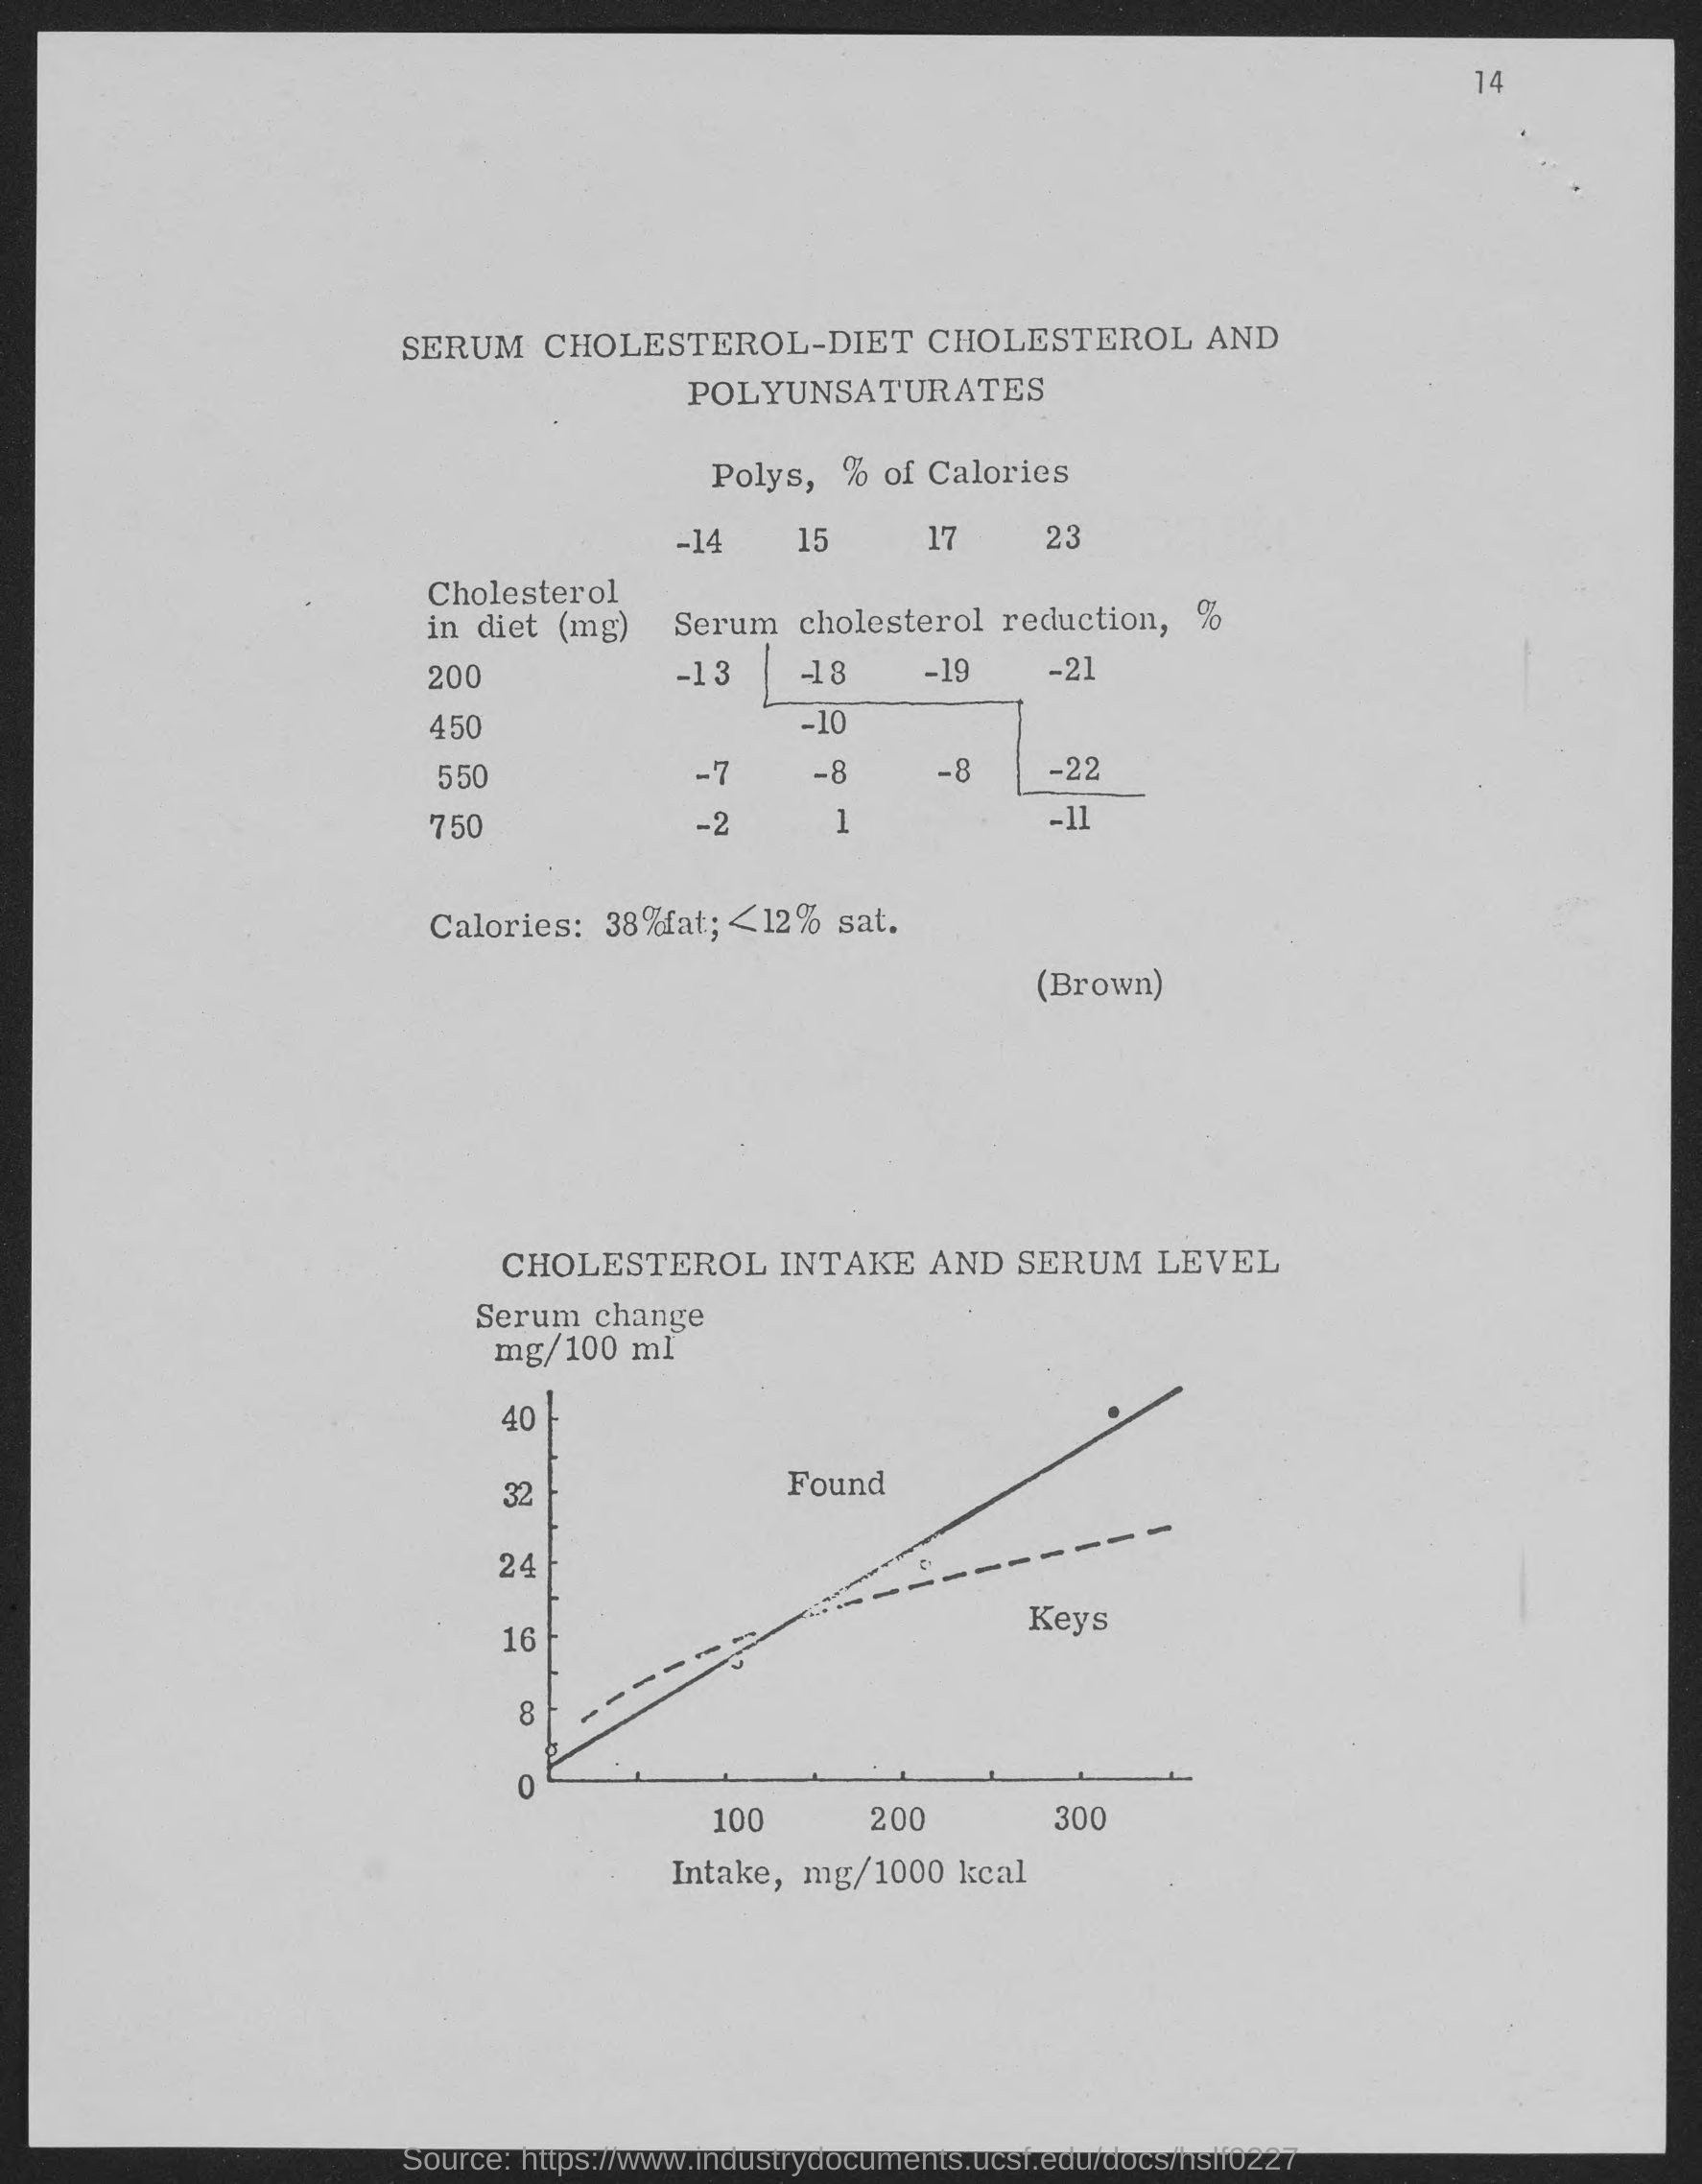 14
SERUM CHOLESTEROL-DIET CHOLESTEROL AND
POLYUNSATURATES
Polys, % of Calories
-14 15 17 23
Cholesterol
in diet (mg) Serum cholesterol reduction, %
200 -13 -18 -19 -21
450 -10
550 -7 -8 -8 -22
750 -2 1 -11
Calories: 38%fat; <12% sat.
(Brown)
CHOLESTEROL INTAKE AND SERUM LEVEL
Serum change
mg/100 ml
40
Found
32
24
Keys
16
8
0
100 200 300
Intake, mg/1000 kcal
Source: https://www.industrydocuments.ucsf.edu/docs/hslf0227